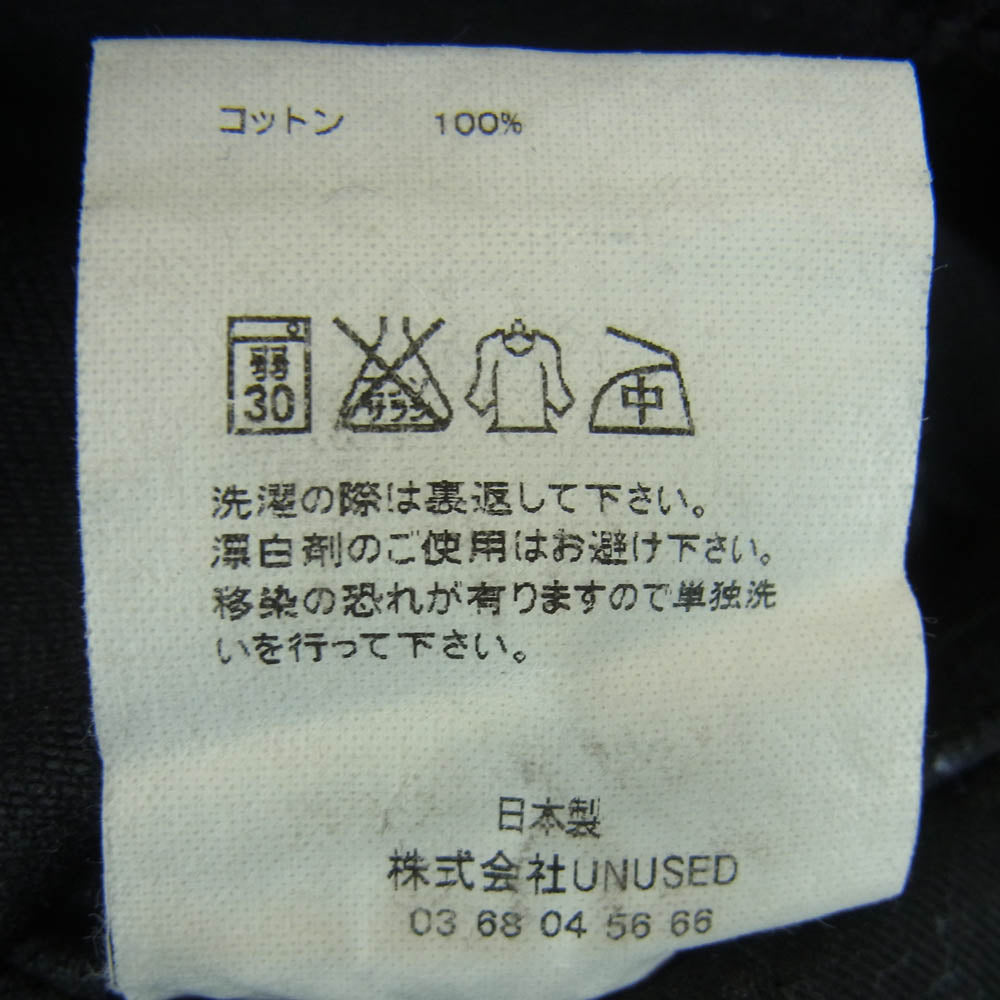 コットン 100%
弱
30
エンソ
サラシ
中
洗濯の際は裏返して下さい。
漂白剤のご使用はお避け下さい。
移染の恐れが有りますので単独洗
いを行って下さい。
日本製
株式会社UNUSED
03 68 04 56 66